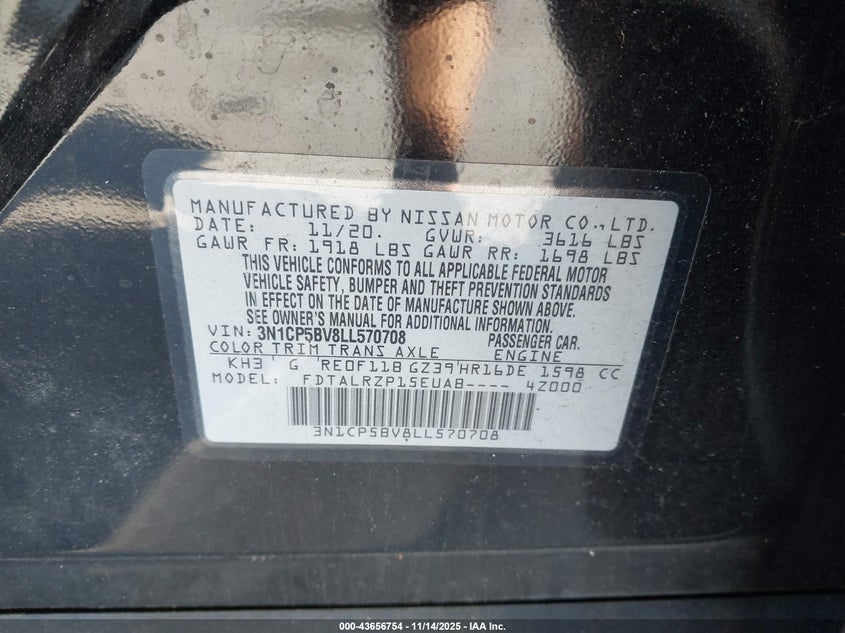 MANUFACTURED BY NISSAN MOTOR CO., LTD.
DATE: 11/20. GVWR: 3616 LBS
GAWR FR: 1918 LBS GAWR RR: 1698 LBS
THIS VEHICLE CONFORMS TO ALL APPLICABLE FEDERAL MOTOR
VEHICLE SAFETY, BUMPER AND THEFT PREVENTION STANDARDS
IN EFFECT ON THE DATE OF MANUFACTURE SHOWN ABOVE.
SEE OWNER'S MANUAL FOR ADDITIONAL INFORMATION.
VIN: 3N1CP5BV8LL570708 PASSENGER CAR.
COLOR TRIM TRANS AXLE ENGINE
KH3 G RE0F11B GZ39 HR16DE 1598 CC
MODEL: FDTALRZP15EUAB---- 4Z000
3N1CP5BV8LL570708
000-43656754 - 11/14/2025 - IAA Inc.